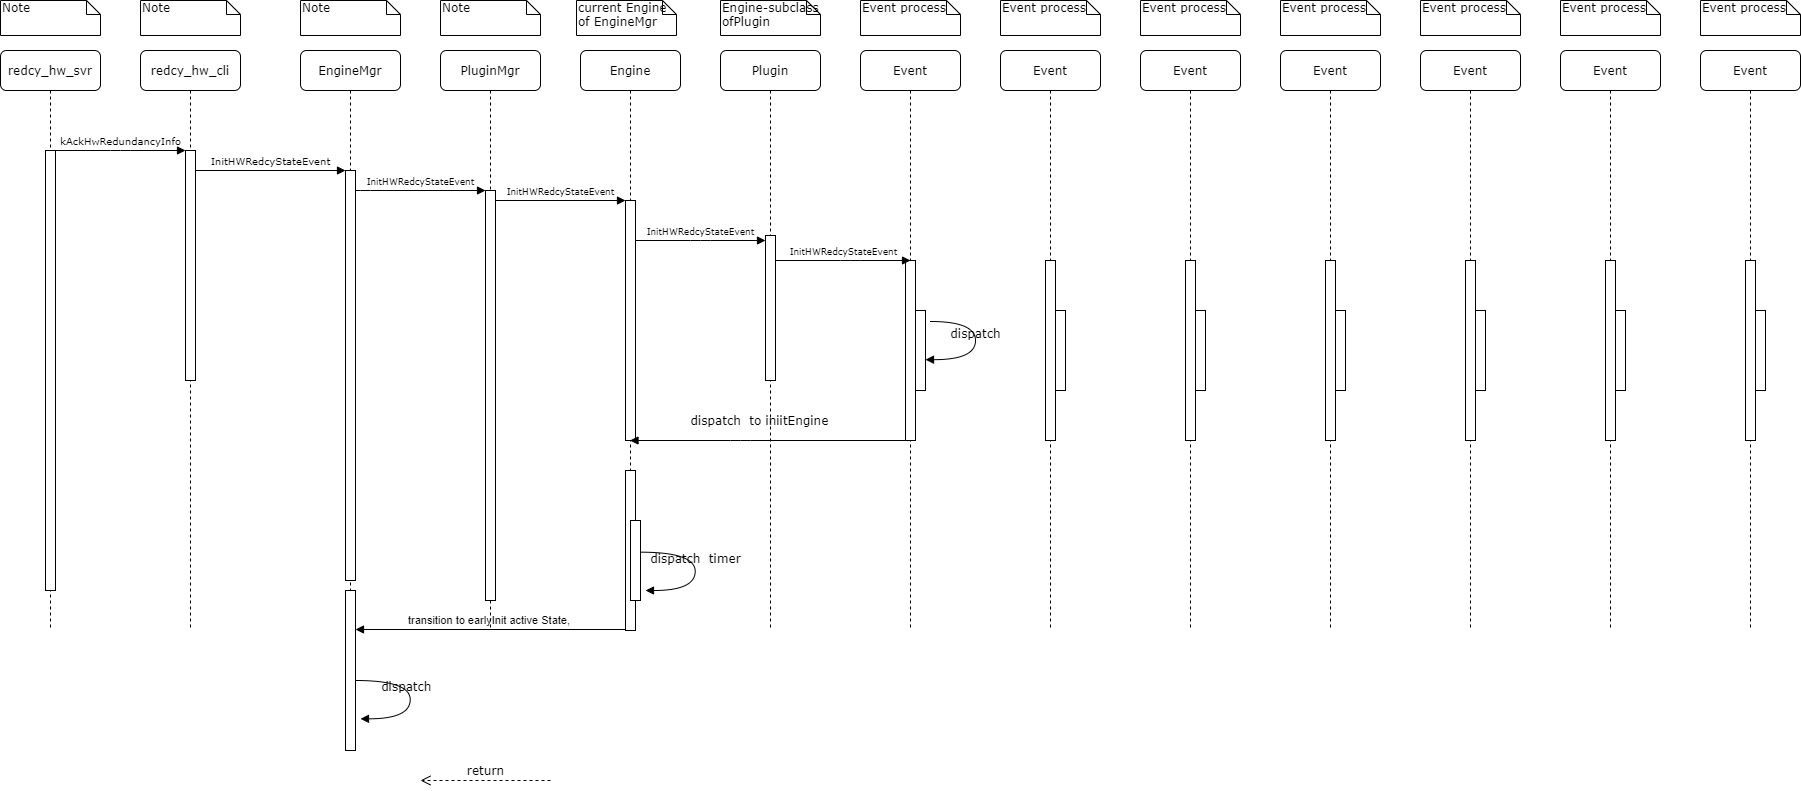 Note
Note
Note
Note
current Engine
of EngineMgr
Engine-subclass
ofPlugin
Event process
Event process
Event process
Event process
Event process
Event process
Event process
redcy_hw_svr
redcy_hw_cli
EngineMgr
PluginMgr
Engine
Plugin
Event
Event
Event
Event
Event
Event
Event
kAckHwRedundancyInfo
InitHWRedcyStateEvent
InitHWRedcyStateEvent
InitHWRedcyStateEvent
InitHWRedcyStateEvent
InitHWRedcyStateEvent
dispatch
dispatch to iniitEngine
dispatch timer
transition to earlyInit active State,
dispatch
return